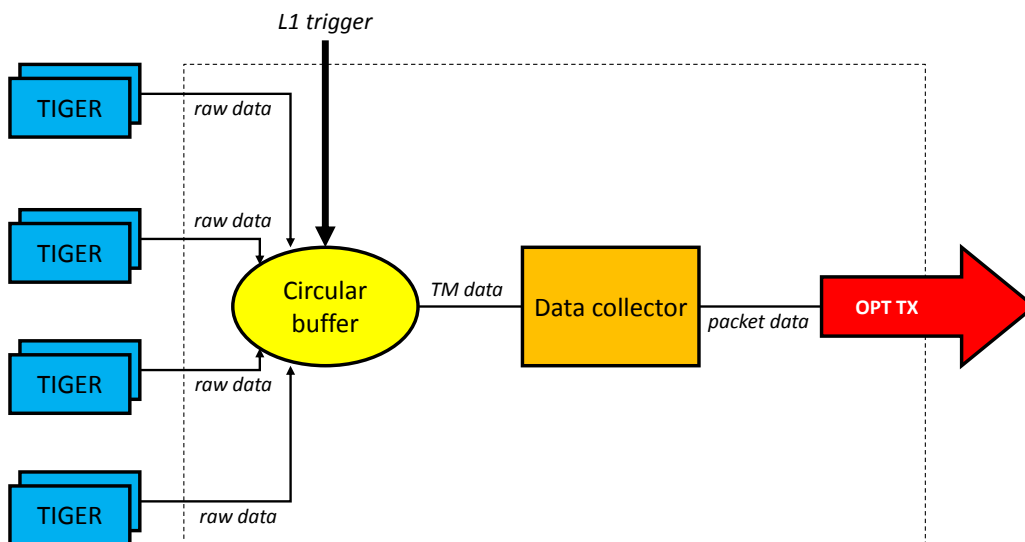 L1 trigger
TIGER
raw data
TIGER
raw data
Circular
buffer
TM data
Data collector
packet data
OPT TX
TIGER
raw data
TIGER
raw data